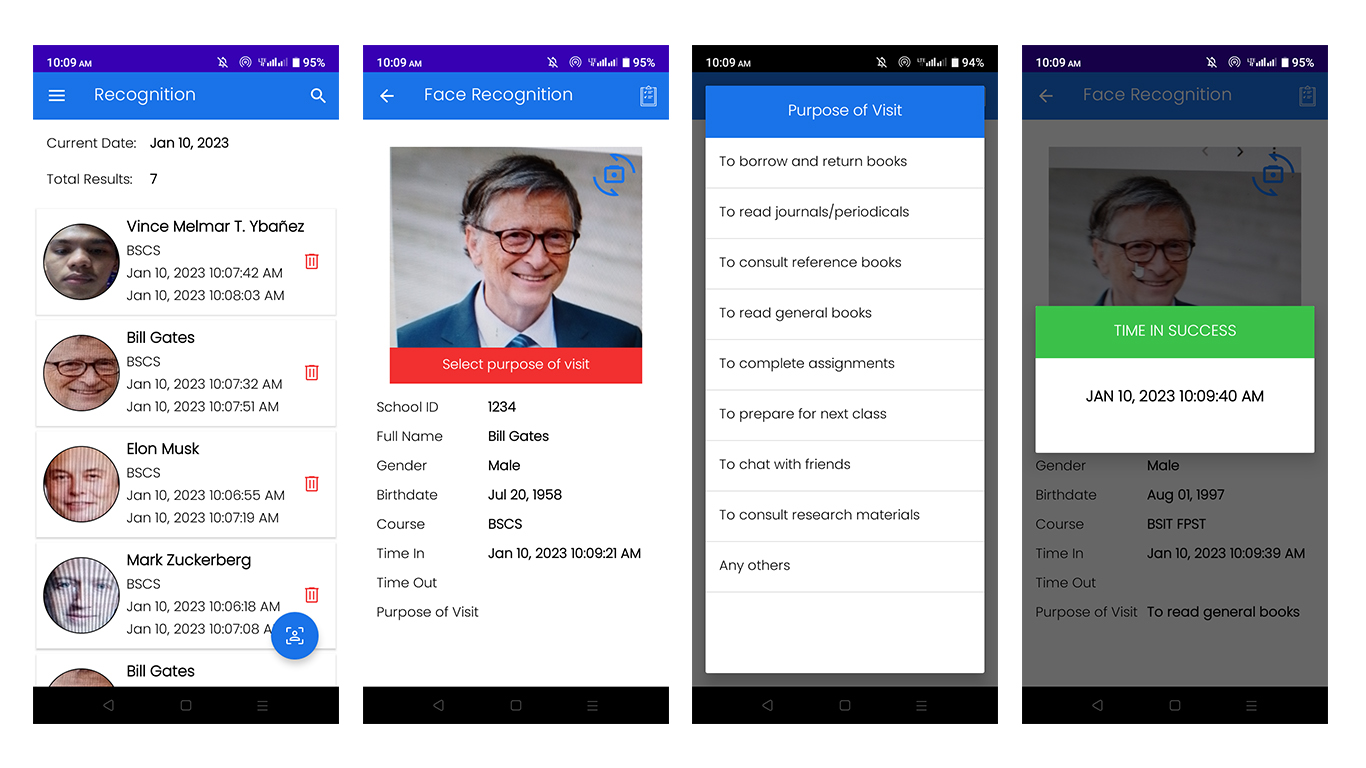 10:09 AM
95%
Recognition
Current Date: Jan 10, 2023
Total Results: 7
Vince Melmar T. Ybañez
BSCS
Jan 10, 2023 10:07:42 AM
Jan 10, 2023 10:08:03 AM
Bill Gates
BSCS
Jan 10, 2023 10:07:32 AM
Jan 10, 2023 10:07:51 AM
Elon Musk
BSCS
Jan 10, 2023 10:06:55 AM
Jan 10, 2023 10:07:19 AM
Mark Zuckerberg
BSCS
Jan 10, 2023 10:06:18 AM
Jan 10, 2023 10:07:08 A
Bill Gates
10:09 AM
95%
Face Recognition
Select purpose of visit
School ID 1234
Full Name Bill Gates
Gender Male
Birthdate Jul 20, 1958
Course BSCS
Time In Jan 10, 2023 10:09:21 AM
Time Out
Purpose of Visit
10:09 AM
94%
Purpose of Visit
To borrow and return books
To read journals/periodicals
To consult reference books
To read general books
To complete assignments
To prepare for next class
To chat with friends
To consult research materials
Any others
10:09 AM
95%
Face Recognition
TIME IN SUCCESS
JAN 10, 2023 10:09:40 AM
Gender Male
Birthdate Aug 01, 1997
Course BSIT FPST
Time In Jan 10, 2023 10:09:39 AM
Time Out
Purpose of Visit To read general books